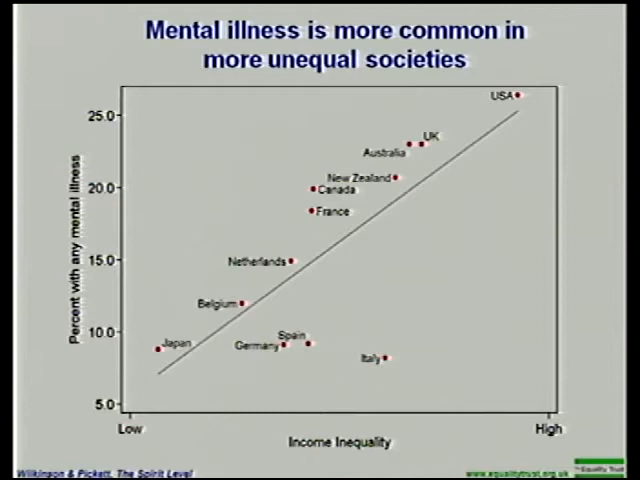 Mental illness is more common in
more unequal societies
USA
25.0
UK
Australia
New Zealand
20.0
Canada
France
Percent with any mental illness
15.0
Netherlands
Belgium
10.0
Japan
Spain
Germany
Italy
5.0
Low
High
Income Inequality
Wilkinson & Pickett, The Spirit Level
www.equalitytrust.org.uk
The Equality Trust